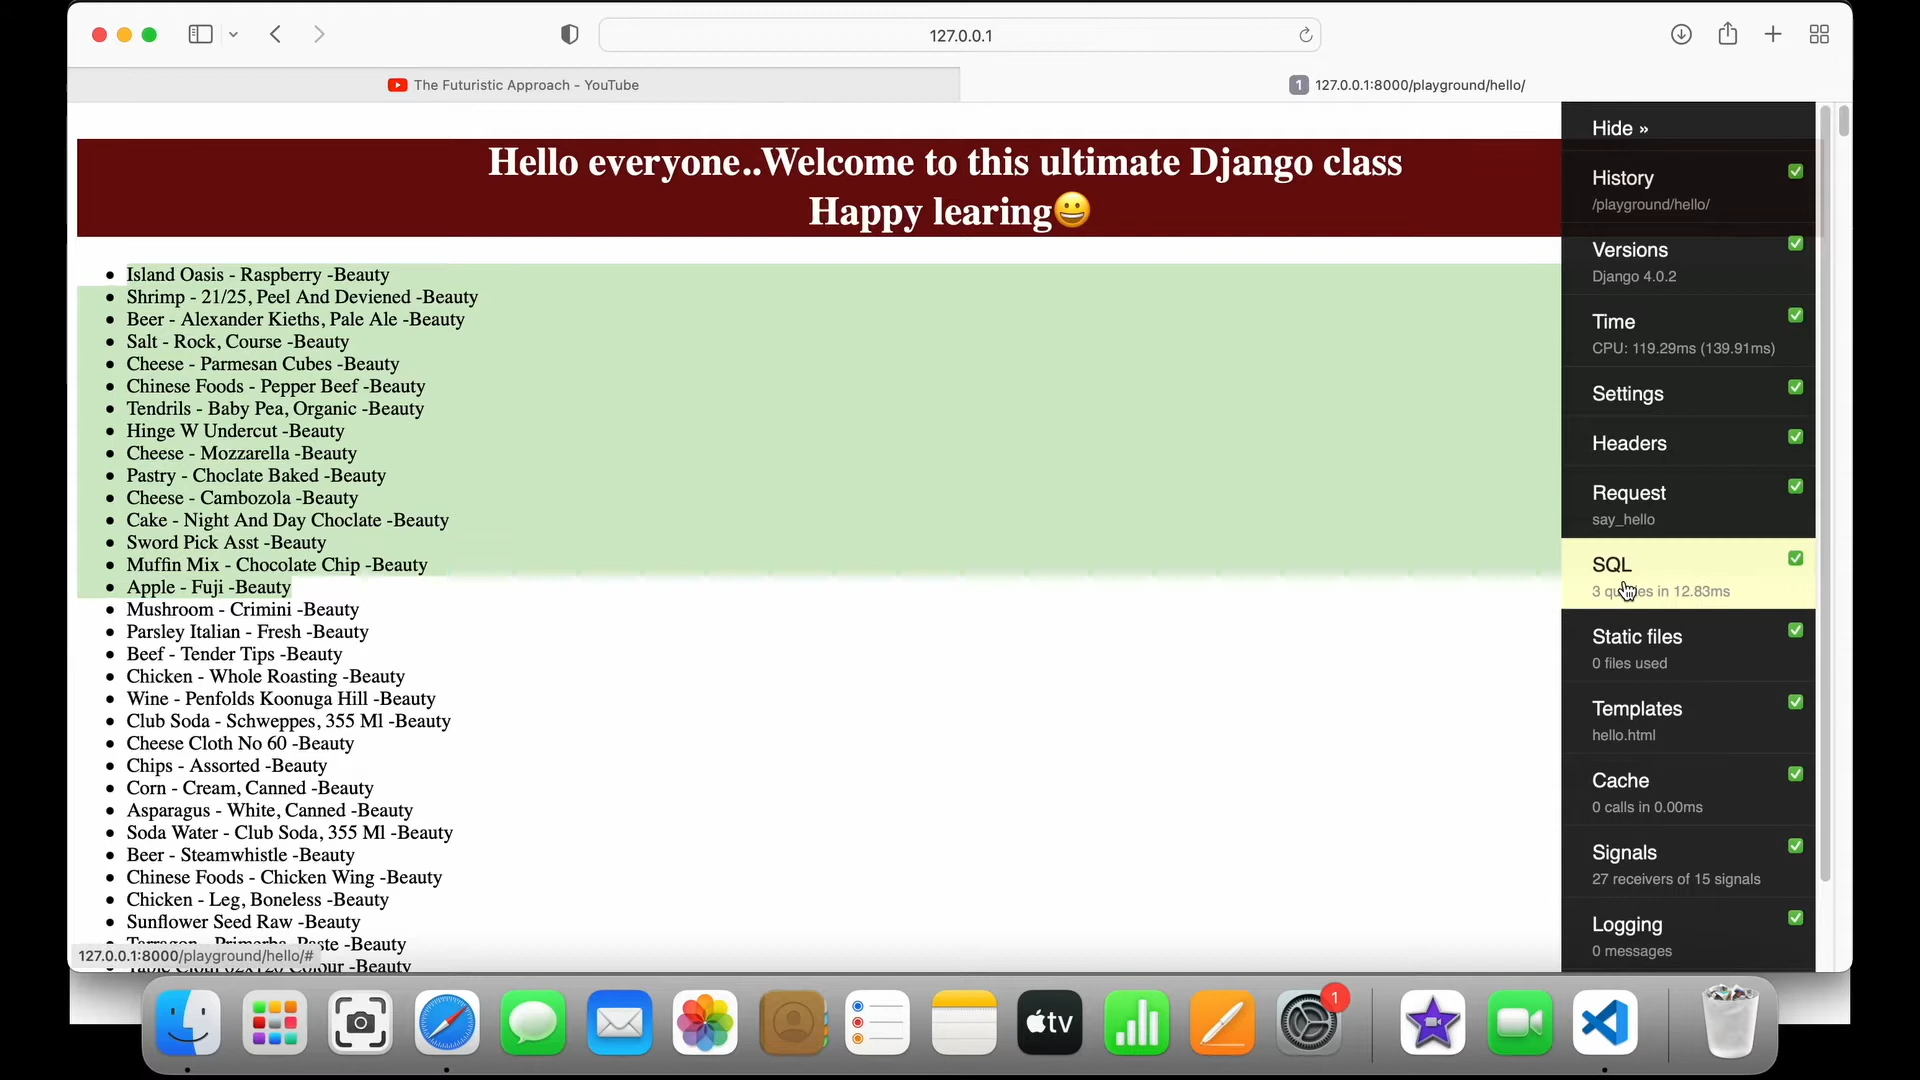 127.0.0.1
The Futuristic Approach - YouTube
1 127.0.0.1:8000/playground/hello/
Hello everyone..Welcome to this ultimate Django class
Happy learing😀
Island Oasis - Raspberry -Beauty
Shrimp - 21/25, Peel And Deviened -Beauty
Beer - Alexander Kieths, Pale Ale -Beauty
Salt - Rock, Course -Beauty
Cheese - Parmesan Cubes -Beauty
Chinese Foods - Pepper Beef -Beauty
Tendrils - Baby Pea, Organic -Beauty
Hinge W Undercut -Beauty
Cheese - Mozzarella -Beauty
Pastry - Choclate Baked -Beauty
Cheese - Cambozola -Beauty
Cake - Night And Day Choclate -Beauty
Sword Pick Asst -Beauty
Muffin Mix - Chocolate Chip -Beauty
Apple - Fuji -Beauty
Mushroom - Crimini -Beauty
Parsley Italian - Fresh -Beauty
Beef - Tender Tips -Beauty
Chicken - Whole Roasting -Beauty
Wine - Penfolds Koonuga Hill -Beauty
Club Soda - Schweppes, 355 Ml -Beauty
Cheese Cloth No 60 -Beauty
Chips - Assorted -Beauty
Corn - Cream, Canned -Beauty
Asparagus - White, Canned -Beauty
Soda Water - Club Soda, 355 Ml -Beauty
Beer - Steamwhistle -Beauty
Chinese Foods - Chicken Wing -Beauty
Chicken - Leg, Boneless -Beauty
Sunflower Seed Raw -Beauty
Tarragon - Primerba, Paste -Beauty
Table Cloth 62x120 Colour -Beauty
127.0.0.1:8000/playground/hello/#
Hide »
History
/playground/hello/
Versions
Django 4.0.2
Time
CPU: 119.29ms (139.91ms)
Settings
Headers
Request
say_hello
SQL
3 queries in 12.83ms
Static files
0 files used
Templates
hello.html
Cache
0 calls in 0.00ms
Signals
27 receivers of 15 signals
Logging
0 messages
tv
1